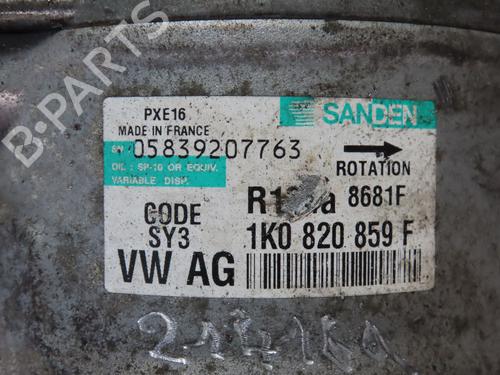 B-PARTS
PXE16
MADE IN FRANCE
SANDEN
S/N 05839207763
OIL : SP-10 OR EQUIV.
VARIABLE DISP.
ROTATION
8681F
CODE
SY3
1K0 820 859 F
VW AG